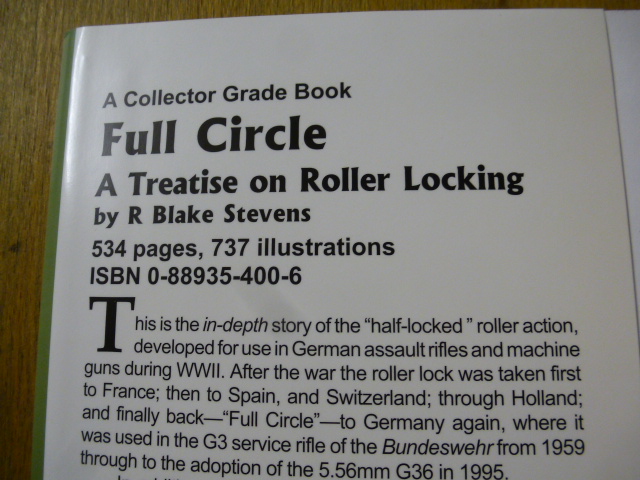 A Collector Grade Book
Full Circle
A Treatise on Roller Locking
by R Blake Stevens
534 pages, 737 illustrations
ISBN 0-88935-400-6
This is the in-depth story of the “half-locked ” roller action,
developed for use in German assault rifles and machine
guns during WWII. After the war the roller lock was taken first
to France; then to Spain, and Switzerland; through Holland;
and finally back—“Full Circle”—to Germany again, where it
was used in the G3 service rifle of the Bundeswehr from 1959
through to the adoption of the 5.56mm G36 in 1995.